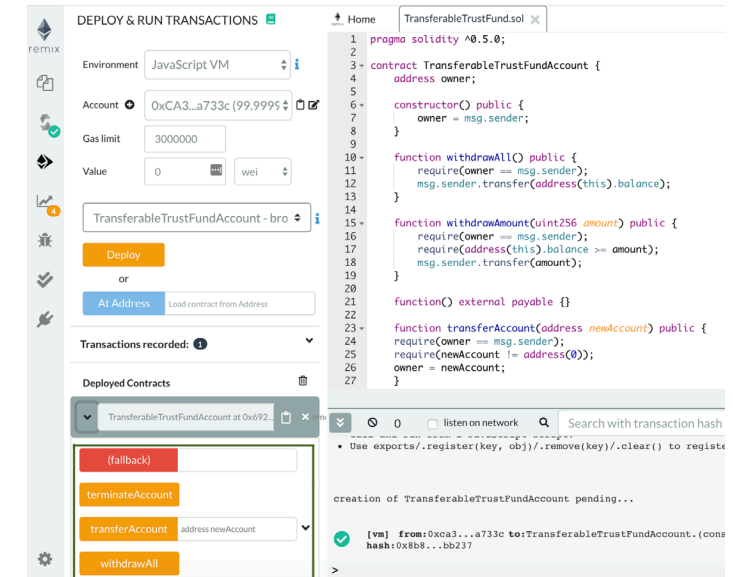 remix
4
DEPLOY & RUN TRANSACTIONS
Environment
JavaScript VM
i
Account
0xCA3...a733c (99.9999
Gas limit
3000000
Value
0
wei
TransferableTrustFundAccount - bro
i
Deploy
or
At Address
Load contract from Address
Transactions recorded: 1
Deployed Contracts
TransferableTrustFundAccount at 0x692...
(fallback)
terminateAccount
transferAccount
address newAccount
withdrawAll
Home
TransferableTrustFund.sol
1 pragma solidity ^0.5.0;
2
3 contract TransferableTrustFundAccount {
4 address owner;
5
6 constructor() public {
7 owner = msg.sender;
8 }
9
10 function withdrawAll() public {
11 require(owner == msg.sender);
12 msg.sender.transfer(address(this).balance);
13 }
14
15 function withdrawAmount(uint256 amount) public {
16 require(owner == msg.sender);
17 require(address(this).balance >= amount);
18 msg.sender.transfer(amount);
19 }
20
21 function() external payable {}
22
23 function transferAccount(address newAccount) public {
24 require(owner == msg.sender);
25 require(newAccount != address(0));
26 owner = newAccount;
27 }
0
listen on network
Search with transaction hash
• Use exports/.register(key, obj)/.remove(key)/.clear() to registe
creation of TransferableTrustFundAccount pending...
[vm] from:0xca3...a733c to:TransferableTrustFundAccount.(cons
hash:0x8b8...bb237
>